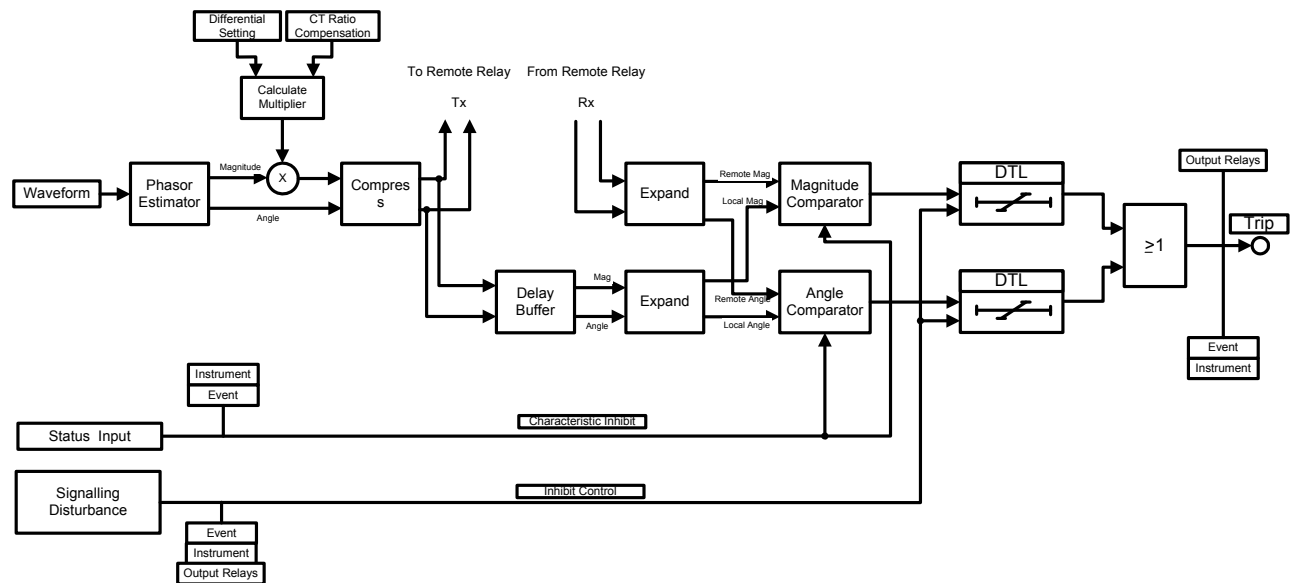 Differential
Setting
CT Ratio
Compensation
Calculate
Multiplier
To Remote Relay
From Remote Relay
Tx
Rx
Waveform
Phasor
Estimator
Magnitude
Angle
X
Compres
s
Expand
Remote Mag
Local Mag
Magnitude
Comparator
DTL
Output Relays
Trip
≥1
Delay
Buffer
Mag
Angle
Expand
Remote Angle
Local Angle
Angle
Comparator
DTL
Event
Instrument
Instrument
Event
Status Input
Characteristic Inhibit
Signalling
Disturbance
Inhibit Control
Event
Instrument
Output Relays